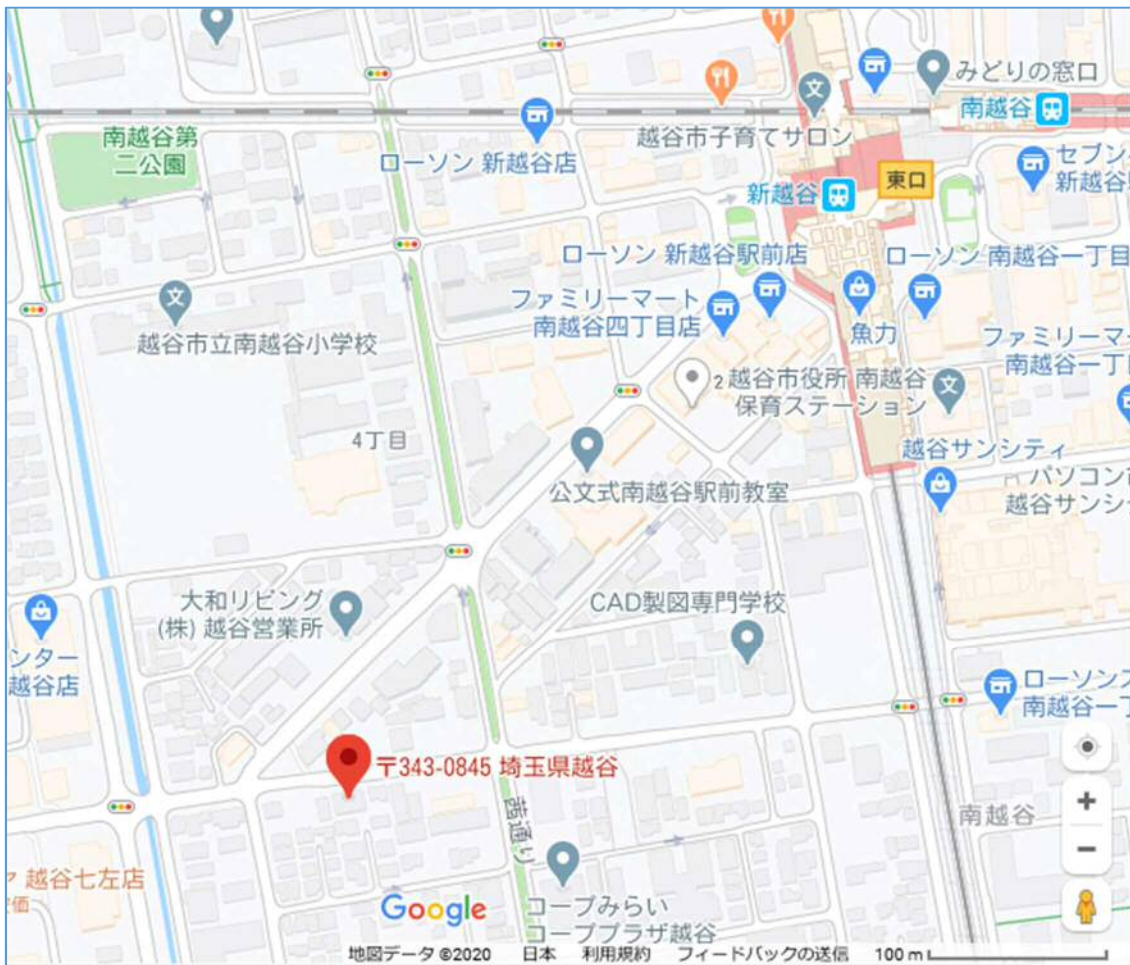 みどりの窓口
南越谷
南越谷第
二公園
越谷市子育てサロン
ローソン 新越谷店
セブン
新越谷
東口
新越谷
ローソン 新越谷駅前店
ローソン 南越谷一丁目
ファミリーマート
南越谷四丁目店
魚力
越谷市立南越谷小学校
ファミリーマー
南越谷一丁
2 越谷市役所 南越谷
保育ステーション
4丁目
越谷サンシティ
公文式南越谷駅前教室
パソコン
越谷サンシ
大和リビング
(株) 越谷営業所
CAD製図専門学校
ンター
越谷店
ローソン
南越谷一丁
〒343-0845 埼玉県越谷
茜通り
南越谷
越谷七左店
価
コープみらい
コーププラザ越谷
Google
地図データ ©2020 日本 利用規約 フィードバックの送信 100 m